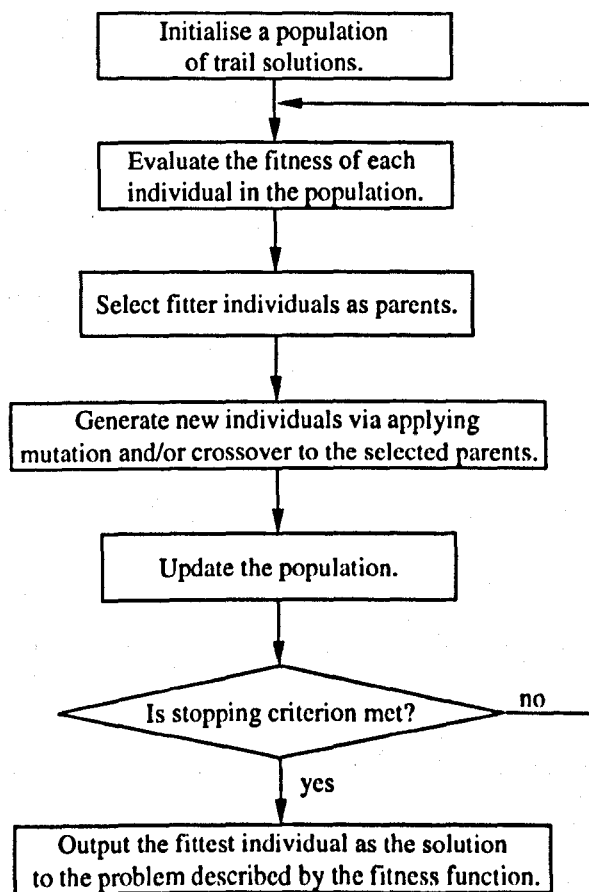 Initialise a population
of trail solutions.
Evaluate the fitness of each
individual in the population.
Select fitter individuals as parents.
Generate new individuals via applying
mutation and/or crossover to the selected parents.
Update the population.
Is stopping criterion met?
no
yes
Output the fittest individual as the solution
to the problem described by the fitness function.